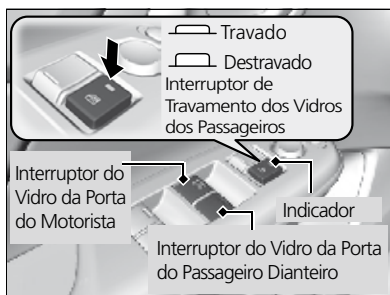 Travado
Destravado
Interruptor de
Travamento dos Vidros
dos Passageiros
Interruptor do
Vidro da Porta
do Motorista
Indicador
Interruptor do Vidro da Porta
do Passageiro Dianteiro